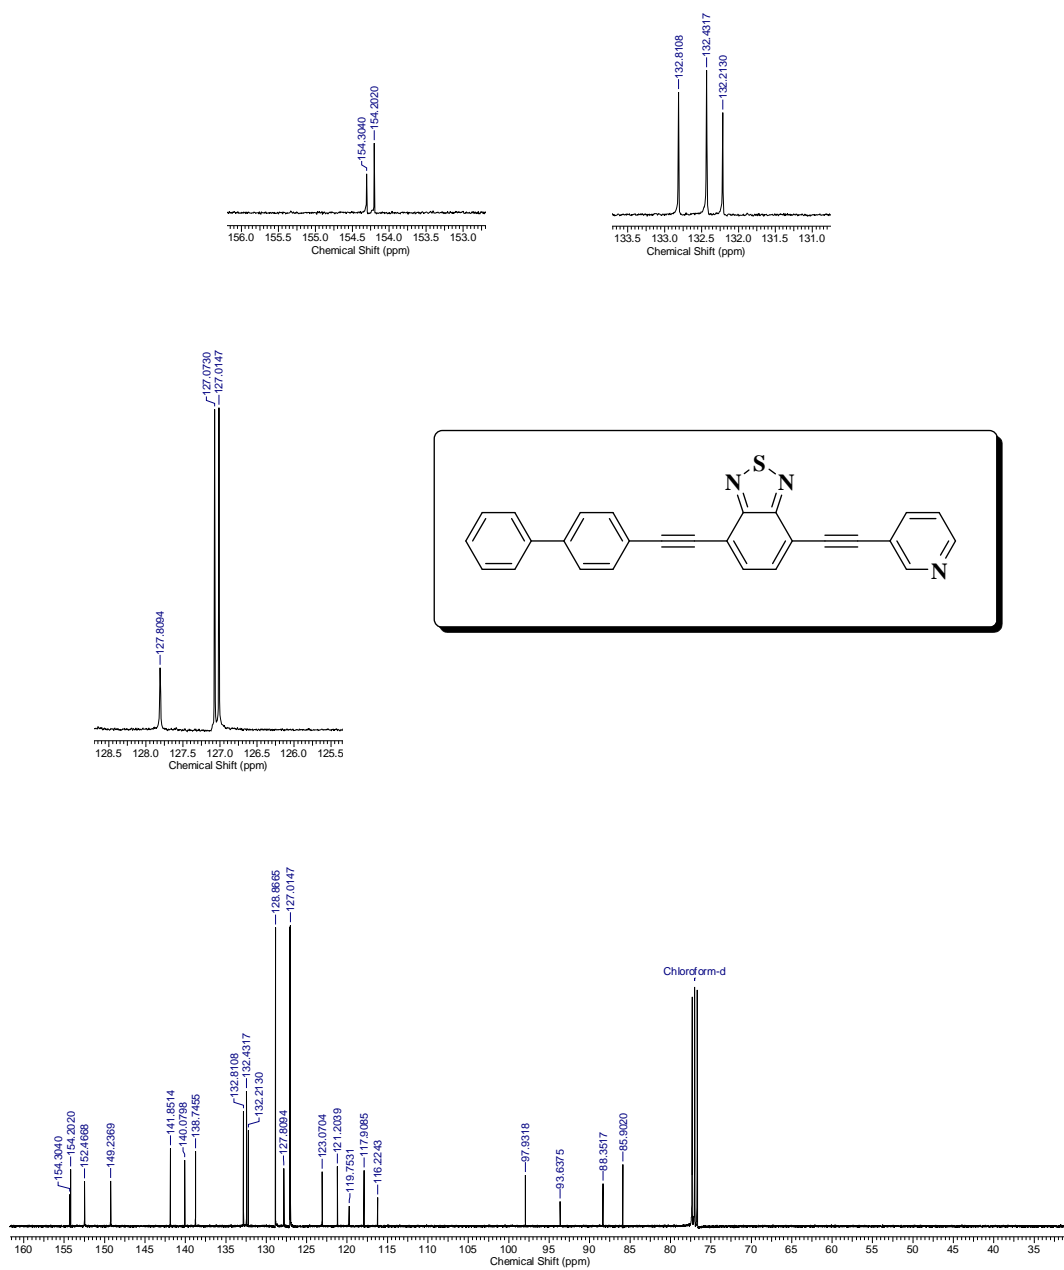 154.3040
154.2020
156.0 155.5 155.0 154.5 154.0 153.5 153.0
Chemical Shift (ppm)
132.8108
132.4317
132.2130
133.5 133.0 132.5 132.0 131.5 131.0
Chemical Shift (ppm)
127.8094
127.0730
127.0147
128.5 128.0 127.5 127.0 126.5 126.0 125.5
Chemical Shift (ppm)
S
N N
N
154.3040
154.2020
152.4668
149.2369
141.8514
140.0798
138.7455
132.8108
132.4317
132.2130
128.8665
127.8094
127.0147
123.0704
121.2039
119.7531
117.9085
116.2243
97.9318
93.6375
88.3517
85.9020
Chloroform-d
160 155 150 145 140 135 130 125 120 115 110 105 100 95 90 85 80 75 70 65 60 55 50 45 40 35
Chemical Shift (ppm)